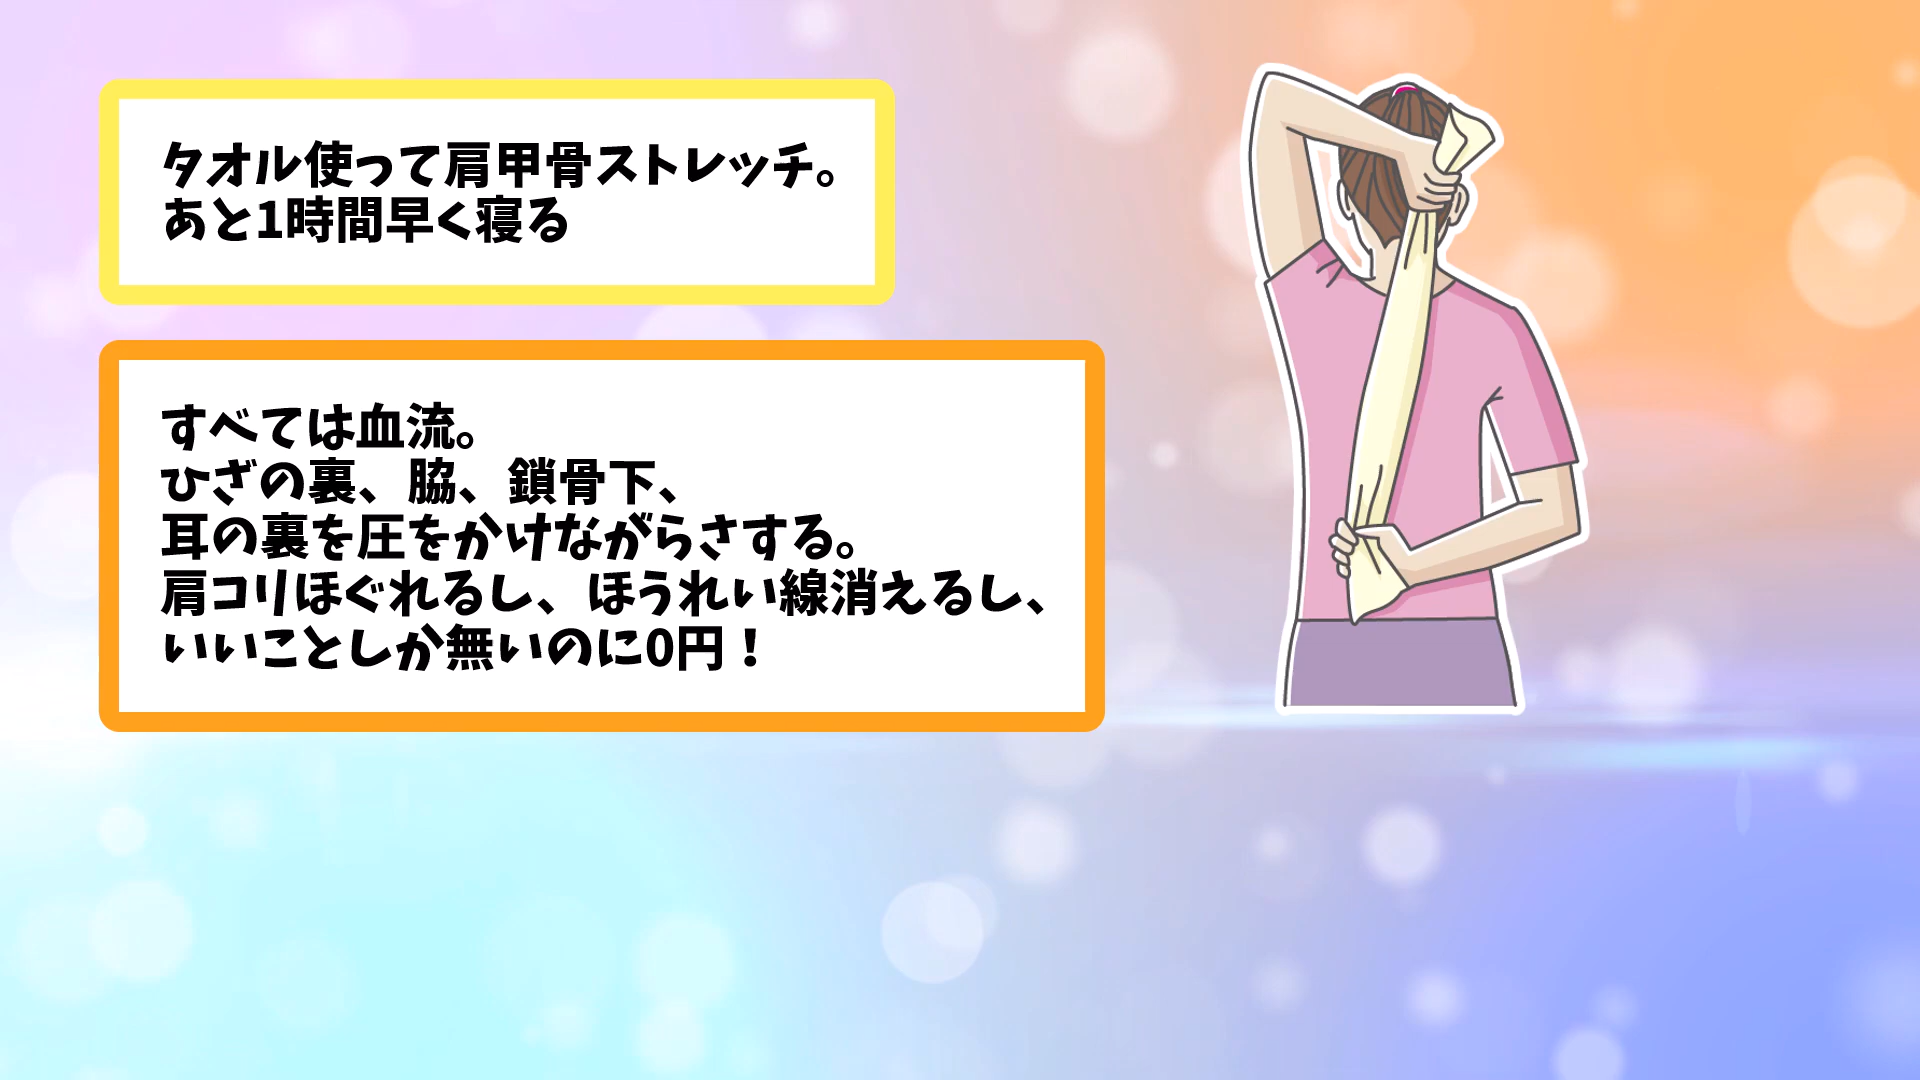 タオル使って肩甲骨ストレッチ。
あと1時間早く寝る
すべては血流。
ひざの裏、脇、鎖骨下、
耳の裏を圧をかけながらさする。
肩コリほぐれるし、ほうれい線消えるし、
いいことしか無いのに0円！